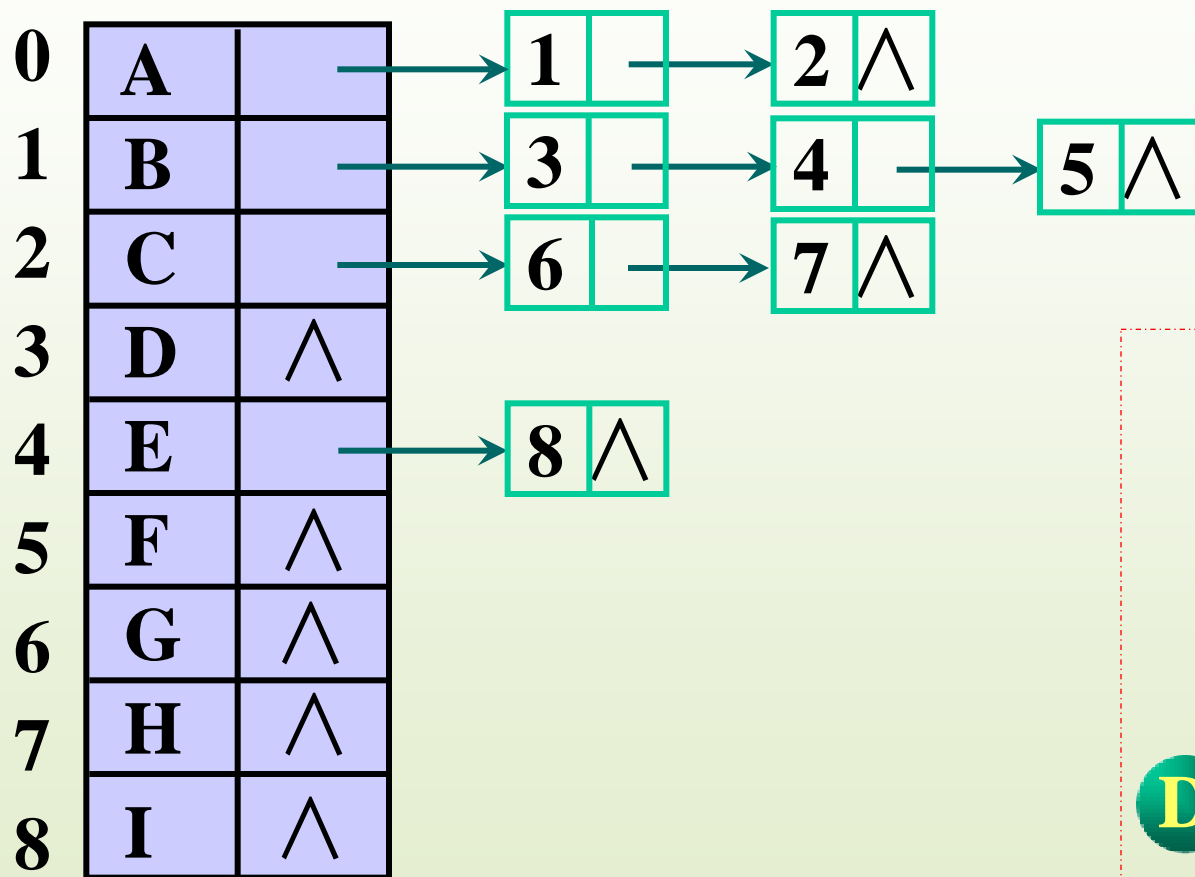 0 A 1 2 ∧
1 B 3 4 5 ∧
2 C 6 7 ∧
3 D ∧
4 E 8 ∧
5 F ∧
6 G ∧
7 H ∧
8 I ∧
D